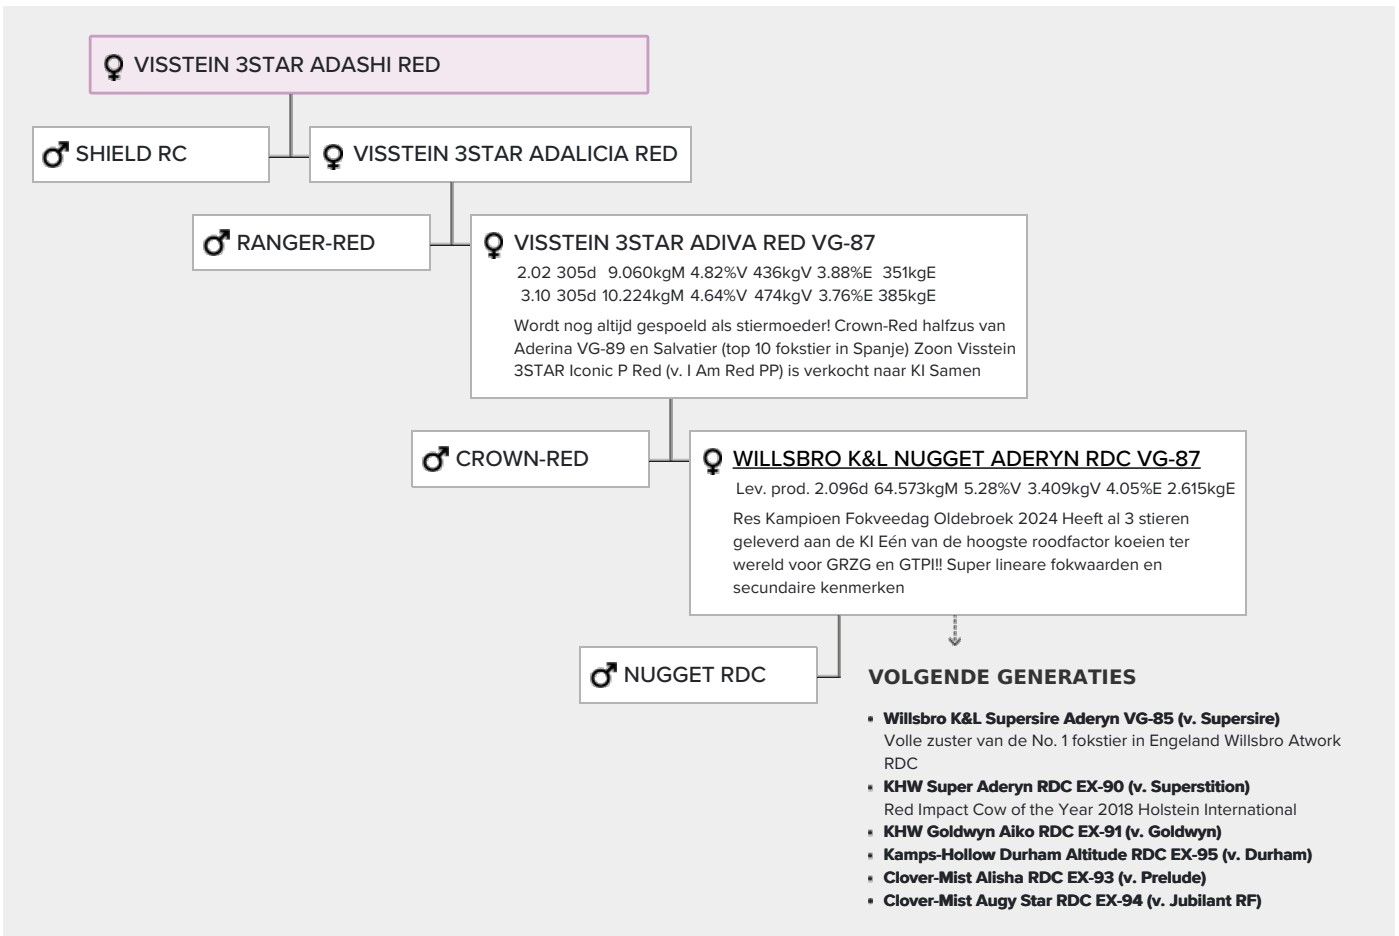 VISSTEIN 3STAR ADASHI RED
SHIELD RC
VISSTEIN 3STAR ADALICIA RED
RANGER-RED
VISSTEIN 3STAR ADIVA RED VG-87
2.02 305d 9.060kgM 4.82%V 436kgV 3.88%E 351kgE
3.10 305d 10.224kgM 4.64%V 474kgV 3.76%E 385kgE
Wordt nog altijd gespoeld als stiermoeder! Crown-Red halfzus van
Aderina VG-89 en Salvatier (top 10 fokstier in Spanje) Zoon Visstein
3STAR Iconic P Red (v. I Am Red PP) is verkocht naar KI Samen
CROWN-RED
WILLSBRO K&L NUGGET ADERYN RDC VG-87
Lev. prod. 2.096d 64.573kgM 5.28%V 3.409kgV 4.05%E 2.615kgE
Res Kampioen Fokveedag Oldebroek 2024 Heeft al 3 stieren
geleverd aan de KI Eén van de hoogste roodfactor koeien ter
wereld voor GRZG en GTPI!! Super lineare fokwaarden en
secundaire kenmerken
NUGGET RDC
VOLGENDE GENERATIES
Willsbro K&L Supersire Aderyn VG-85 (v. Supersire)
Volle zuster van de No. 1 fokstier in Engeland Willsbro Atwork
RDC
KHW Super Aderyn RDC EX-90 (v. Superstition)
Red Impact Cow of the Year 2018 Holstein International
KHW Goldwyn Aiko RDC EX-91 (v. Goldwyn)
Kamps-Hollow Durham Altitude RDC EX-95 (v. Durham)
Clover-Mist Alisha RDC EX-93 (v. Prelude)
Clover-Mist Augy Star RDC EX-94 (v. Jubilant RF)